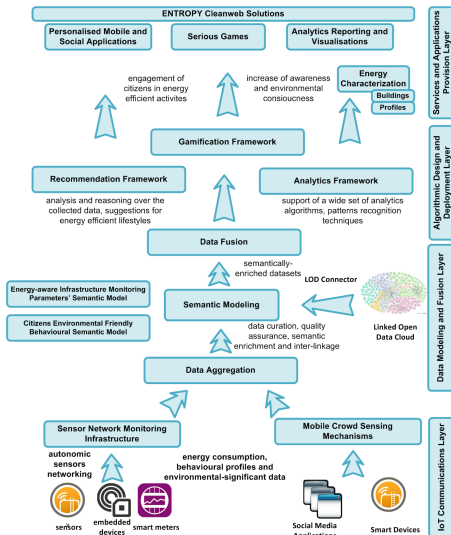 ENTROPY Cleanweb Solutions
Personalised Mobile and
Social Applications
Serious Games
Analytics Reporting and
Visualisations
engagement of
citizens in energy
efficient activites
increase of awareness
and environmental
consioucness
Energy
Characterization
Buildings
Profiles
Services and Applications
Provision Layer
Gamification Framework
Recommendation Framework
Analytics Framework
analysis and reasoning over the
collected data, suggestions for
energy efficient lifestyles
support of a wide set of analytics
algorithms, patterns recognition
techniques
Algorithmic Design and
Deployment Layer
Data Fusion
semantically-
enriched datasets
LOD Connector
Energy-aware Infrastructure Monitoring
Parameters' Semantic Model
Semantic Modeling
Citizens Environmental Friendly
Behavioural Semantic Model
Linked Open
Data Cloud
data curation, quality
assurance, semantic
enrichment and inter-linkage
Data Aggregation
Data Modeling and Fusion Layer
Sensor Network Monitoring
Infrastructure
Mobile Crowd Sensing
Mechanisms
autonomic
sensors
networking
energy consumption,
behavioural profiles and
environmental-significant data
sensors
embedded
devices
smart meters
Social Media
Applications
Smart Devices
IoT Communications Layer